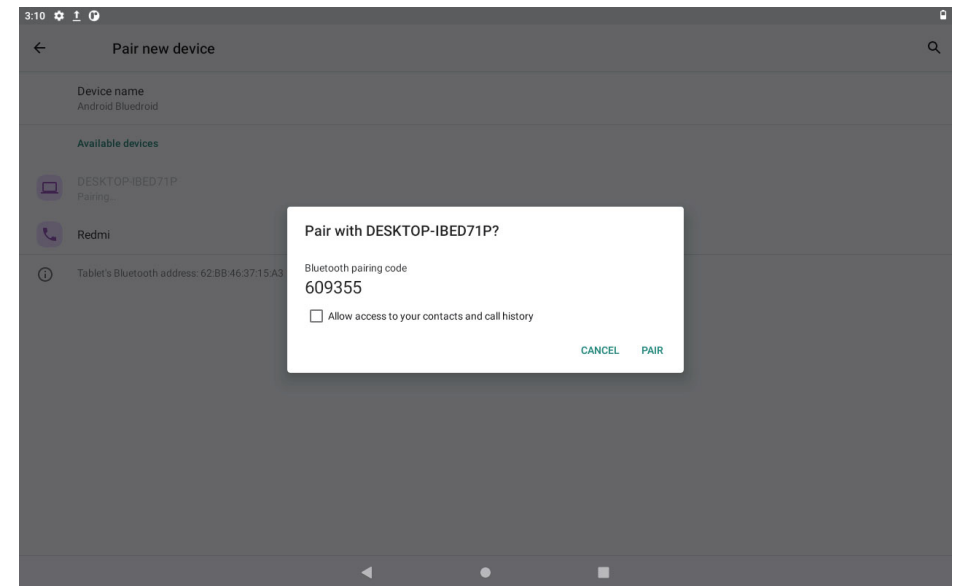 3:10
Pair new device
Device name
Android Bluedroid
Available devices
DESKTOP-IBED71P
Pairing...
Redmi
Tablet's Bluetooth address: 62:BB:46:37:15:A3
Pair with DESKTOP-IBED71P?
Bluetooth pairing code
609355
Allow access to your contacts and call history
CANCEL PAIR